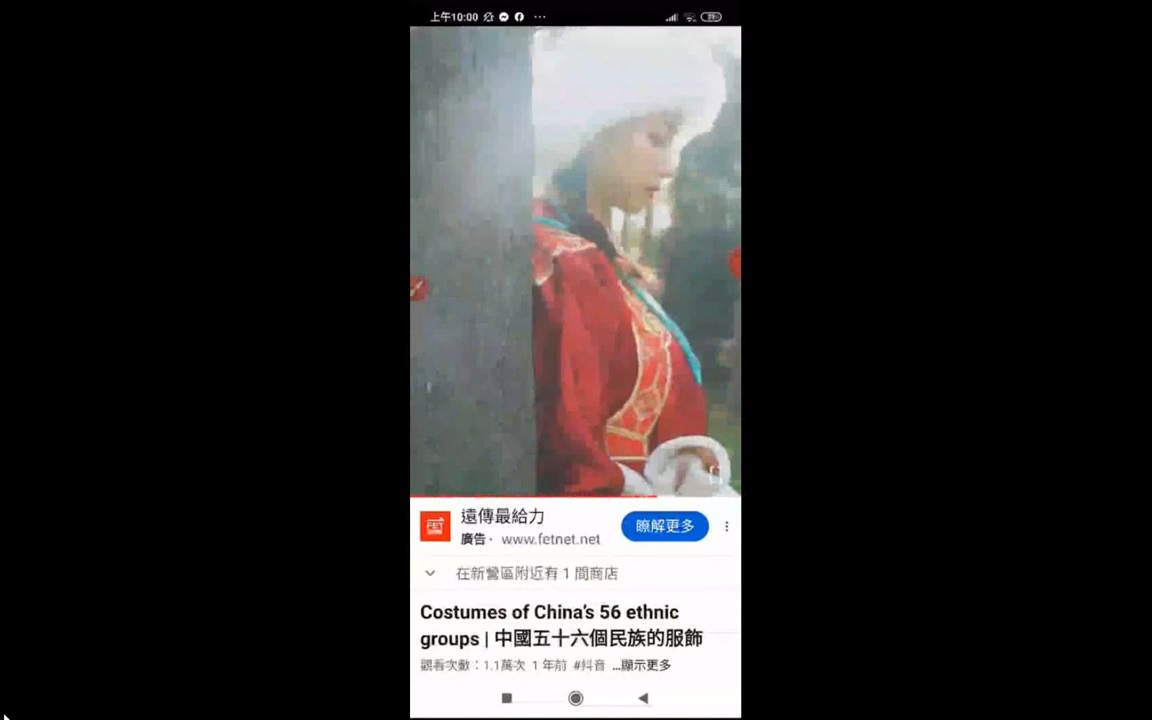 上午10:00
遠傳最給力
FET
瞭解更多
廣告 · www.fetnet.net
在新營區附近有 1 間商店
Costumes of China's 56 ethnic
groups | 中國五十六個民族的服飾
觀看次數：1.1萬次 1 年前 #抖音 ...顯示更多